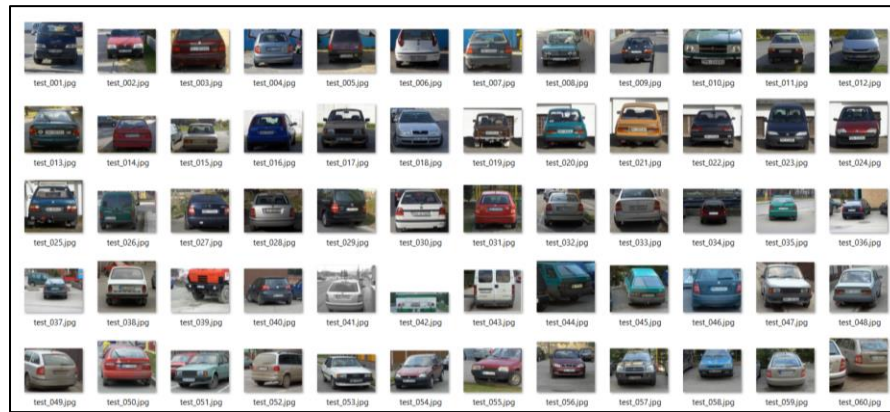 test_001.jpg test_002.jpg test_003.jpg test_004.jpg test_005.jpg test_006.jpg test_007.jpg test_008.jpg test_009.jpg test_010.jpg test_011.jpg test_012.jpg
test_013.jpg test_014.jpg test_015.jpg test_016.jpg test_017.jpg test_018.jpg test_019.jpg test_020.jpg test_021.jpg test_022.jpg test_023.jpg test_024.jpg
test_025.jpg test_026.jpg test_027.jpg test_028.jpg test_029.jpg test_030.jpg test_031.jpg test_032.jpg test_033.jpg test_034.jpg test_035.jpg test_036.jpg
test_037.jpg test_038.jpg test_039.jpg test_040.jpg test_041.jpg test_042.jpg test_043.jpg test_044.jpg test_045.jpg test_046.jpg test_047.jpg test_048.jpg
test_049.jpg test_050.jpg test_051.jpg test_052.jpg test_053.jpg test_054.jpg test_055.jpg test_056.jpg test_057.jpg test_058.jpg test_059.jpg test_060.jpg